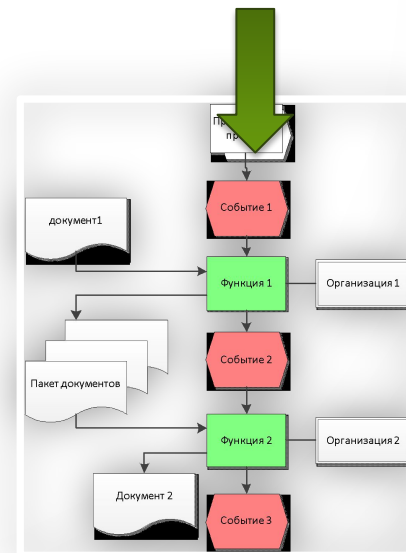 Событие 1
документ1
Функция 1
Организация 1
Событие 2
Пакет документов
Функция 2
Организация 2
Документ 2
Событие 3